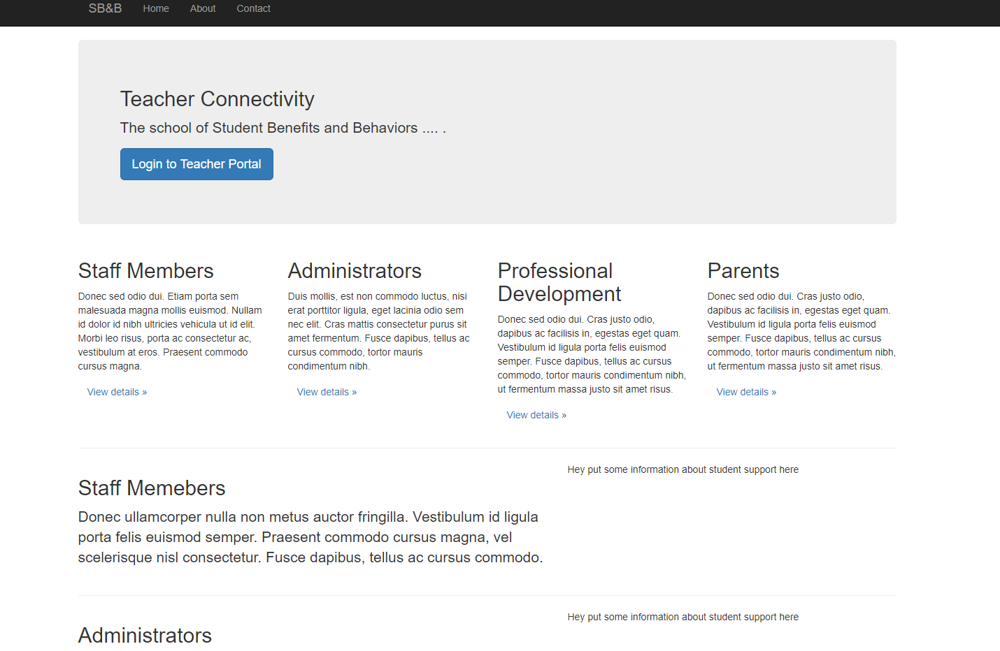 SB&B Home About Contact
Teacher Connectivity
The school of Student Benefits and Behaviors .... .
Login to Teacher Portal
Staff Members
Donec sed odio dui. Etiam porta sem
malesuada magna mollis euismod. Nullam
id dolor id nibh ultricies vehicula ut id elit.
Morbi leo risus, porta ac consectetur ac,
vestibulum at eros. Praesent commodo
cursus magna.
View details »
Administrators
Duis mollis, est non commodo luctus, nisi
erat porttitor ligula, eget lacinia odio sem
nec elit. Cras mattis consectetur purus sit
amet fermentum. Fusce dapibus, tellus ac
cursus commodo, tortor mauris
condimentum nibh.
View details »
Professional
Development
Donec sed odio dui. Cras justo odio,
dapibus ac facilisis in, egestas eget quam.
Vestibulum id ligula porta felis euismod
semper. Fusce dapibus, tellus ac cursus
commodo, tortor mauris condimentum nibh,
ut fermentum massa justo sit amet risus.
View details »
Parents
Donec sed odio dui. Cras justo odio,
dapibus ac facilisis in, egestas eget quam.
Vestibulum id ligula porta felis euismod
semper. Fusce dapibus, tellus ac cursus
commodo, tortor mauris condimentum nibh,
ut fermentum massa justo sit amet risus.
View details »
Staff Memebers
Donec ullamcorper nulla non metus auctor fringilla. Vestibulum id ligula
porta felis euismod semper. Praesent commodo cursus magna, vel
scelerisque nisl consectetur. Fusce dapibus, tellus ac cursus commodo.
Hey put some information about student support here
Administrators
Hey put some information about student support here